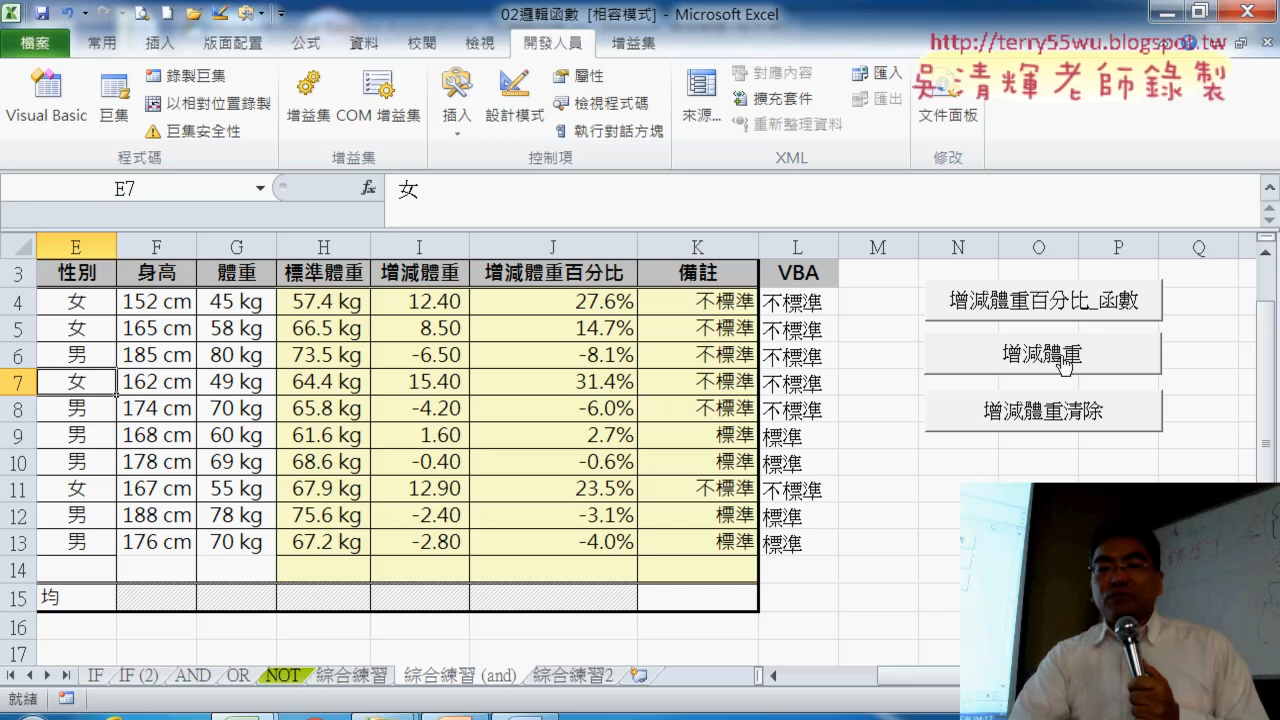 02邏輯函數 [相容模式] - Microsoft Excel
檔案 常用 插入 版面配置 公式 資料 校閱 檢視 開發人員 增益集
http://terry55wu.blogspot.tw
吳清輝老師錄製
Visual Basic 巨集 錄製巨集 以相對位置錄製 巨集安全性 程式碼
增益集 COM 增益集 增益集
插入 設計模式 屬性 檢視程式碼 執行對話方塊 控制項
來源... 對應內容 擴充套件 重新整理資料 匯入 匯出 XML
文件面板 修改
E7 fx 女
E F G H I J K L M N O P Q
3 性別 身高 體重 標準體重 增減體重 增減體重百分比 備註 VBA
4 女 152 cm 45 kg 57.4 kg 12.40 27.6% 不標準 不標準
5 女 165 cm 58 kg 66.5 kg 8.50 14.7% 不標準 不標準
6 男 185 cm 80 kg 73.5 kg -6.50 -8.1% 不標準 不標準
7 女 162 cm 49 kg 64.4 kg 15.40 31.4% 不標準 不標準
8 男 174 cm 70 kg 65.8 kg -4.20 -6.0% 不標準 不標準
9 男 168 cm 60 kg 61.6 kg 1.60 2.7% 標準 標準
10 男 178 cm 69 kg 68.6 kg -0.40 -0.6% 標準 標準
11 女 167 cm 55 kg 67.9 kg 12.90 23.5% 不標準 不標準
12 男 188 cm 78 kg 75.6 kg -2.40 -3.1% 標準 標準
13 男 176 cm 70 kg 67.2 kg -2.80 -4.0% 標準 標準
14
15 均
16
17
增減體重百分比_函數
增減體重
增減體重清除
IF IF (2) AND OR NOT 綜合練習 綜合練習 (and) 綜合練習2
就緒